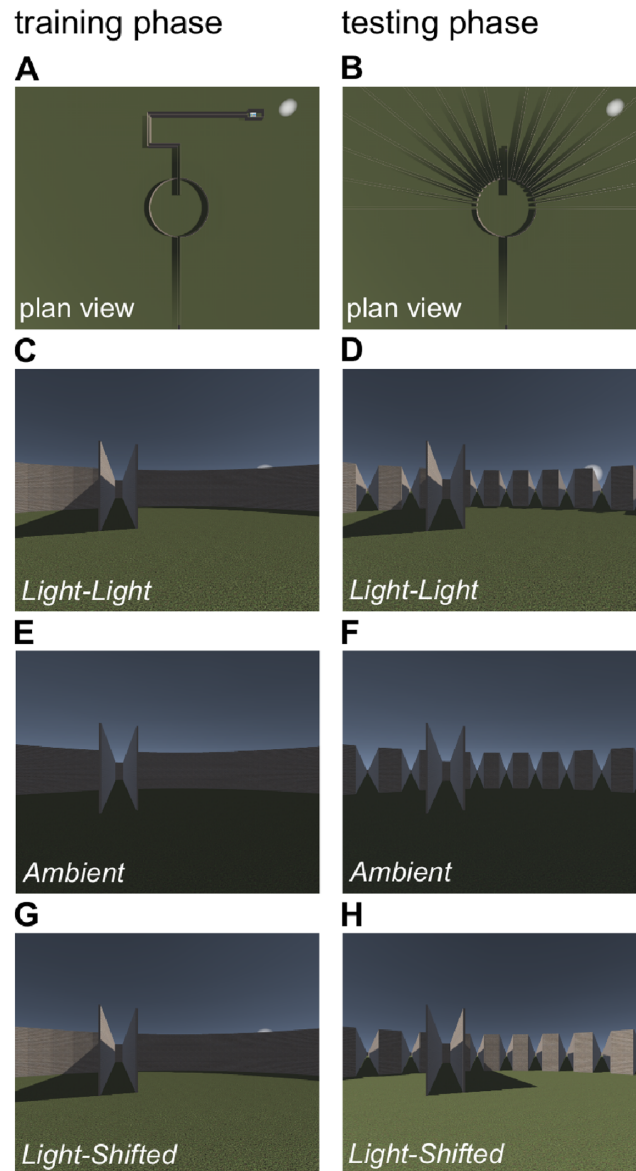 training phase
testing phase
A
B
plan view
plan view
C
D
Light-Light
Light-Light
E
F
Ambient
Ambient
G
H
Light-Shifted
Light-Shifted